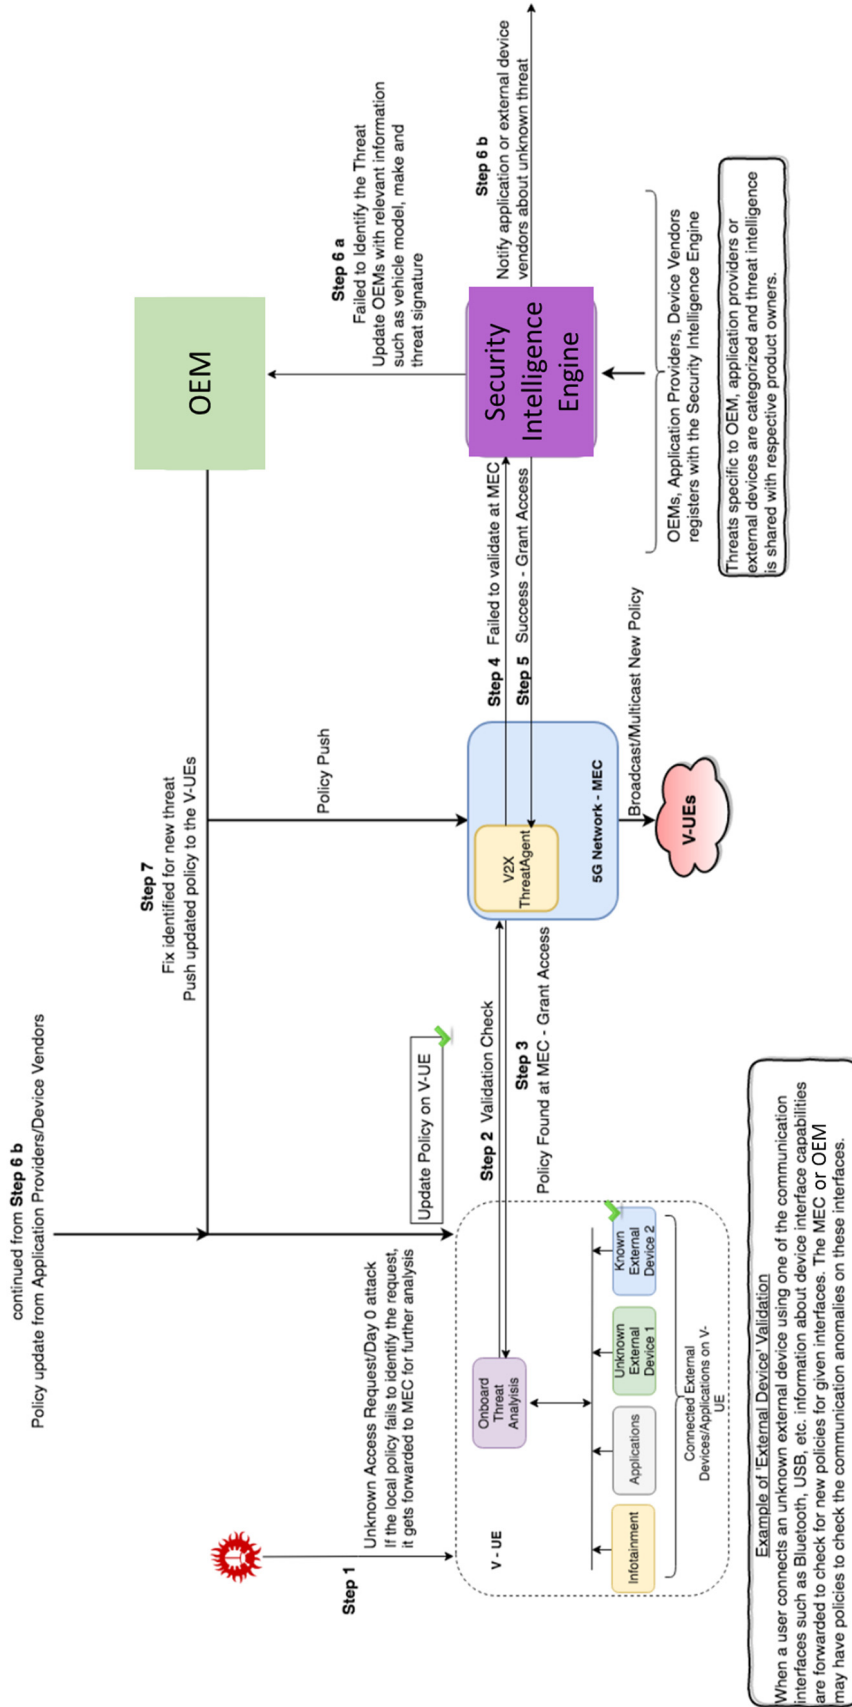 continued from Step 6 b
Policy update from Application Providers/Device Vendors
Step 7
Fix identified for new threat
Push updated policy to the V-UEs
OEM
Step 1
Unknown Access Request/Day 0 attack
If the local policy fails to identify the request,
it gets forwarded to MEC for further analysis
Update Policy on V-UE
Policy Push
Step 6 a
Failed to Identify the Threat
Update OEMs with relevant information
such as vehicle model, make and
threat signature
V - UE
Onboard
Threat
Analyisis
Infotainment
Applications
Unknown
External
Device 1
Known
External
Device 2
Connected External
Devices/Applications on V-
UE
Step 2 Validation Check
Step 3
Policy Found at MEC - Grant Access
V2X
ThreatAgent
5G Network - MEC
Step 4 Failed to validate at MEC
Step 5 Success - Grant Access
Security
Intelligence
Engine
Step 6 b
Notify application or external device
vendors about unknown threat
Broadcast/Multicast New Policy
V-UEs
OEMs, Application Providers, Device Vendors
registers with the Security Intelligence Engine
Threats specific to OEM, application providers or
external devices are categorized and threat intelligence
is shared with respective product owners.
Example of 'External Device' Validation
When a user connects an unknown external device using one of the communication
interfaces such as Bluetooth, USB, etc. information about device interface capabilities
are forwarded to check for new policies for given interfaces. The MEC or OEM
may have policies to check the communication anomalies on these interfaces.